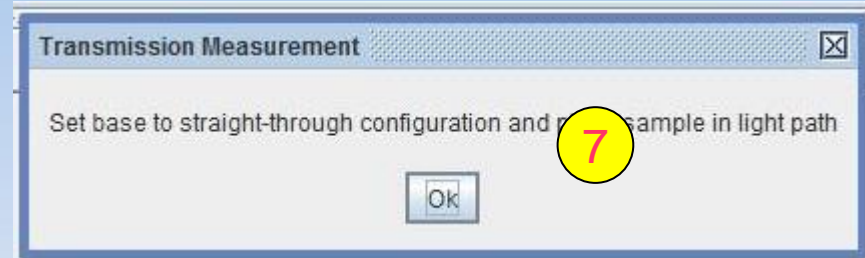 Transmission Measurement
Set base to straight-through configuration and sample in light path
7
Ok